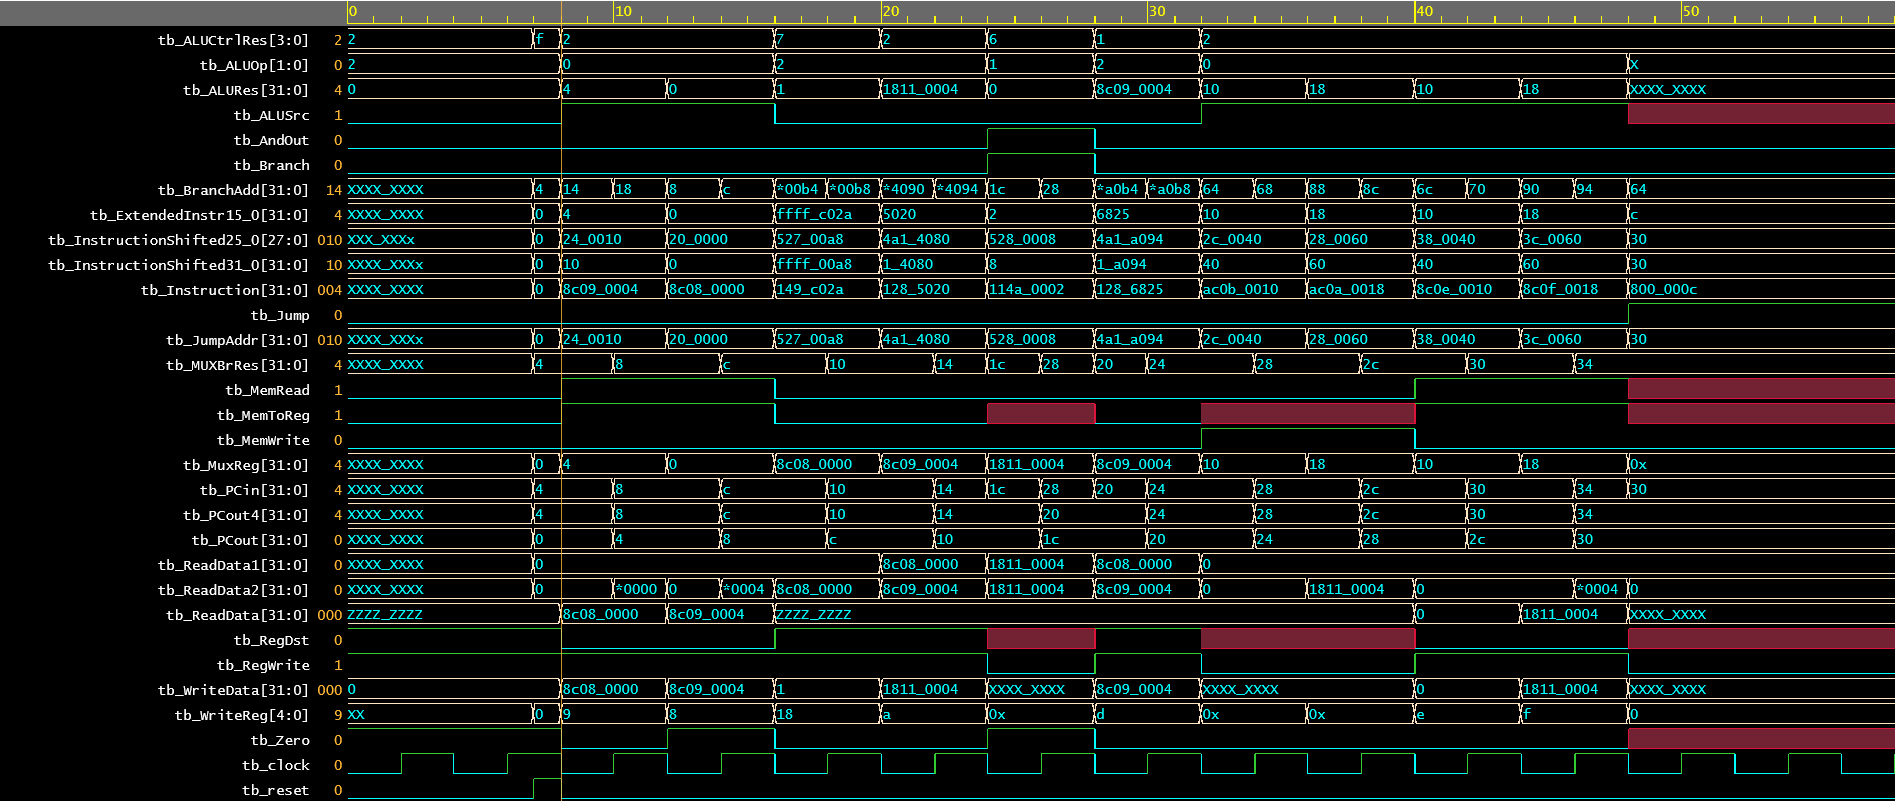 0 10 20 30 40 50
tb_ALUCtrlRes[3:0] 2 2 f 2 7 2 6 1 2
tb_ALUOp[1:0] 0 2 0 2 1 2 0 X
tb_ALURes[31:0] 4 0 4 0 1 1811_0004 0 8c09_0004 10 18 10 18 XXXX_XXXX
tb_ALUSrc 1
tb_AndOut 0
tb_Branch 0
tb_BranchAdd[31:0] 14 XXXX_XXXX 4 14 18 8 c *00b4 *00b8 *4090 *4094 1c 28 *a0b4 *a0b8 64 68 88 8c 6c 70 90 94 64
tb_ExtendedInstr15_0[31:0] 4 XXXX_XXXX 0 4 0 ffff_c02a 5020 2 6825 10 18 10 18 c
tb_InstructionShifted25_0[27:0] 010 XXX_XXXx 0 24_0010 20_0000 527_00a8 4a1_4080 528_0008 4a1_a094 2c_0040 28_0060 38_0040 3c_0060 30
tb_InstructionShifted31_0[31:0] 10 XXXX_XXXx 0 10 0 ffff_00a8 1_4080 8 1_a094 40 60 40 60 30
tb_Instruction[31:0] 004 XXXX_XXXX 0 8c09_0004 8c08_0000 149_c02a 128_5020 114a_0002 128_6825 ac0b_0010 ac0a_0018 8c0e_0010 8c0f_0018 800_000c
tb_Jump 0
tb_JumpAddr[31:0] 010 XXXX_XXXx 0 24_0010 20_0000 527_00a8 4a1_4080 528_0008 4a1_a094 2c_0040 28_0060 38_0040 3c_0060 30
tb_MUXBrRes[31:0] 4 XXXX_XXXX 4 8 c 10 14 1c 28 20 24 28 2c 30 34
tb_MemRead 1
tb_MemToReg 1
tb_MemWrite 0
tb_MuxReg[31:0] 4 XXXX_XXXX 0 4 0 8c08_0000 8c09_0004 1811_0004 8c09_0004 10 18 10 18 0x
tb_PCin[31:0] 4 XXXX_XXXX 4 8 c 10 14 1c 28 20 24 28 2c 30 34 30
tb_PCout4[31:0] 4 XXXX_XXXX 4 8 c 10 14 20 24 28 2c 30 34
tb_PCout[31:0] 0 XXXX_XXXX 0 4 8 c 10 1c 20 24 28 2c 30
tb_ReadData1[31:0] 0 XXXX_XXXX 0 8c08_0000 1811_0004 8c08_0000 0
tb_ReadData2[31:0] 0 XXXX_XXXX 0 *0000 0 *0004 8c08_0000 8c09_0004 1811_0004 8c09_0004 0 1811_0004 0 *0004 0
tb_ReadData[31:0] 000 ZZZZ_ZZZZ 8c08_0000 8c09_0004 ZZZZ_ZZZZ 0 1811_0004 XXXX_XXXX
tb_RegDst 0
tb_RegWrite 1
tb_WriteData[31:0] 000 0 8c08_0000 8c09_0004 1 1811_0004 XXXX_XXXX 8c09_0004 XXXX_XXXX 0 1811_0004 XXXX_XXXX
tb_WriteReg[4:0] 9 XX 0 9 8 18 a 0x d 0x 0x e f 0
tb_Zero 0
tb_clock 0
tb_reset 0